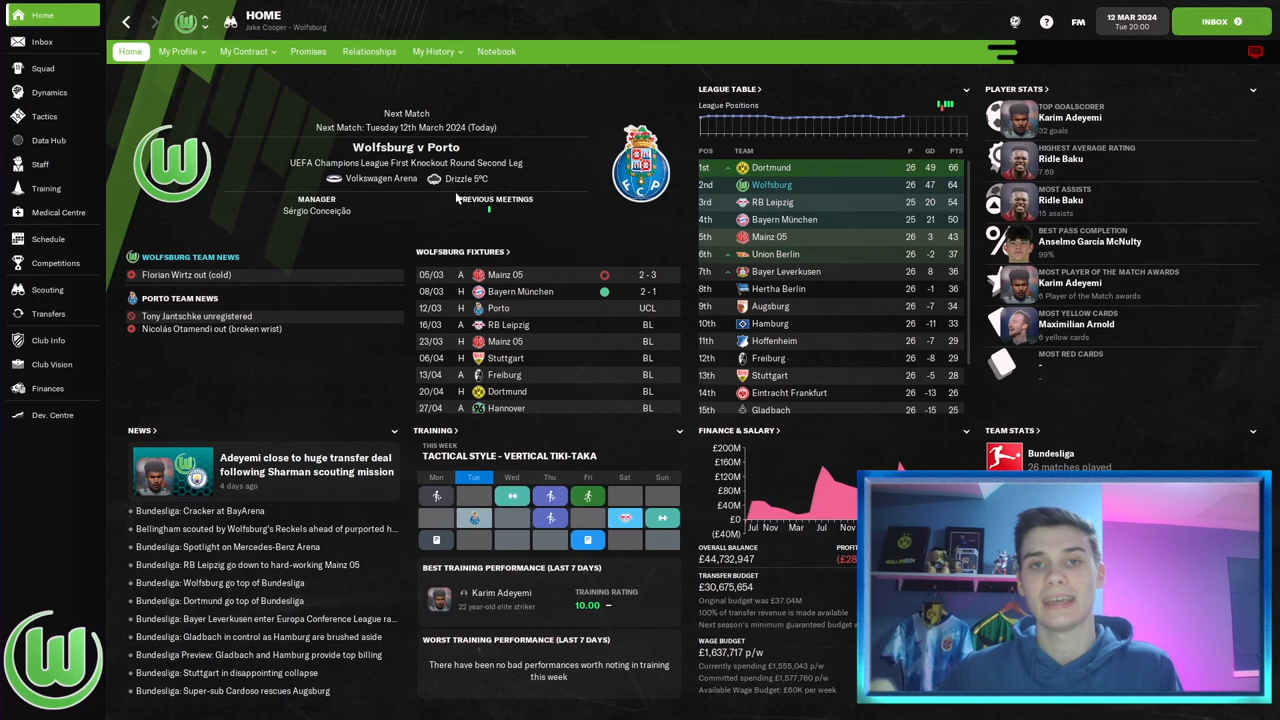 Home
HOME
Jake Cooper - Wolfsburg
FM
12 MAR 2024
Tue 20:00
INBOX
Inbox
Squad
Dynamics
Tactics
Data Hub
Staff
Training
Medical Centre
Schedule
Competitions
Scouting
Transfers
Club Info
Club Vision
Finances
Dev. Centre
Home
My Profile
My Contract
Promises
Relationships
My History
Notebook
Next Match
Next Match: Tuesday 12th March 2024 (Today)
Wolfsburg v Porto
UEFA Champions League First Knockout Round Second Leg
Volkswagen Arena
Drizzle 5°C
MANAGER
Sérgio Conceição
PREVIOUS MEETINGS
WOLFSBURG TEAM NEWS
Florian Wirtz out (cold)
PORTO TEAM NEWS
Tony Jantschke unregistered
Nicolás Otamendi out (broken wrist)
WOLFSBURG FIXTURES
05/03 A Mainz 05 2 - 3
08/03 H Bayern München 2 - 1
12/03 H Porto UCL
16/03 A RB Leipzig BL
23/03 H Mainz 05 BL
06/04 H Stuttgart BL
13/04 A Freiburg BL
20/04 H Dortmund BL
27/04 A Hannover BL
LEAGUE TABLE
League Positions
POS TEAM P GD PTS
1st Dortmund 26 49 66
2nd Wolfsburg 26 47 64
3rd RB Leipzig 26 20 54
4th Bayern München 25 21 50
5th Mainz 05 26 3 43
6th Union Berlin 26 -2 37
7th Bayer Leverkusen 26 8 36
8th Hertha Berlin 26 -1 36
9th Augsburg 26 -7 34
10th Hamburg 26 -11 33
11th Hoffenheim 26 -7 29
12th Freiburg 26 -8 29
13th Stuttgart 26 -5 28
14th Eintracht Frankfurt 26 -13 26
15th Gladbach 26 -15 25
PLAYER STATS
TOP GOALSCORER
Karim Adeyemi
32 goals
HIGHEST AVERAGE RATING
Ridle Baku
7.69
MOST ASSISTS
Ridle Baku
15 assists
BEST PASS COMPLETION
Anselmo García McNulty
99%
MOST PLAYER OF THE MATCH AWARDS
Karim Adeyemi
6 Player of the Match awards
MOST YELLOW CARDS
Maximilian Arnold
6 yellow cards
MOST RED CARDS
-
-
NEWS
Adeyemi close to huge transfer deal
following Sharman scouting mission
4 days ago
Bundesliga: Cracker at BayArena
Bellingham scouted by Wolfsburg's Reckels ahead of purported h...
Bundesliga: Spotlight on Mercedes-Benz Arena
Bundesliga: RB Leipzig go down to hard-working Mainz 05
Bundesliga: Wolfsburg go top of Bundesliga
Bundesliga: Dortmund go top of Bundesliga
Bundesliga: Bayer Leverkusen enter Europa Conference League ra...
Bundesliga: Gladbach in control as Hamburg are brushed aside
Bundesliga Preview: Gladbach and Hamburg provide top billing
Bundesliga: Stuttgart in disappointing collapse
Bundesliga: Super-sub Cardoso rescues Augsburg
TRAINING
THIS WEEK
TACTICAL STYLE - VERTICAL TIKI-TAKA
Mon Tue Wed Thu Fri Sat Sun
BEST TRAINING PERFORMANCE (LAST 7 DAYS)
Karim Adeyemi
22 year-old elite striker
TRAINING RATING
10.00
WORST TRAINING PERFORMANCE (LAST 7 DAYS)
There have been no bad performances worth noting in training
this week
FINANCE & SALARY
£200M
£160M
£120M
£80M
£40M
£0
(£40M)
Jul Nov Mar Jul Nov
OVERALL BALANCE
£44,732,947
TRANSFER BUDGET
£30,675,654
Original budget was £37.04M
100% of transfer revenue is made available
Next season's minimum guaranteed budget
WAGE BUDGET
£1,637,717 p/w
Currently spending £1,555,043 p/w
Committed spending £1,577,760 p/w
Available Wage Budget: £60K per week
TEAM STATS
Bundesliga
26 matches played